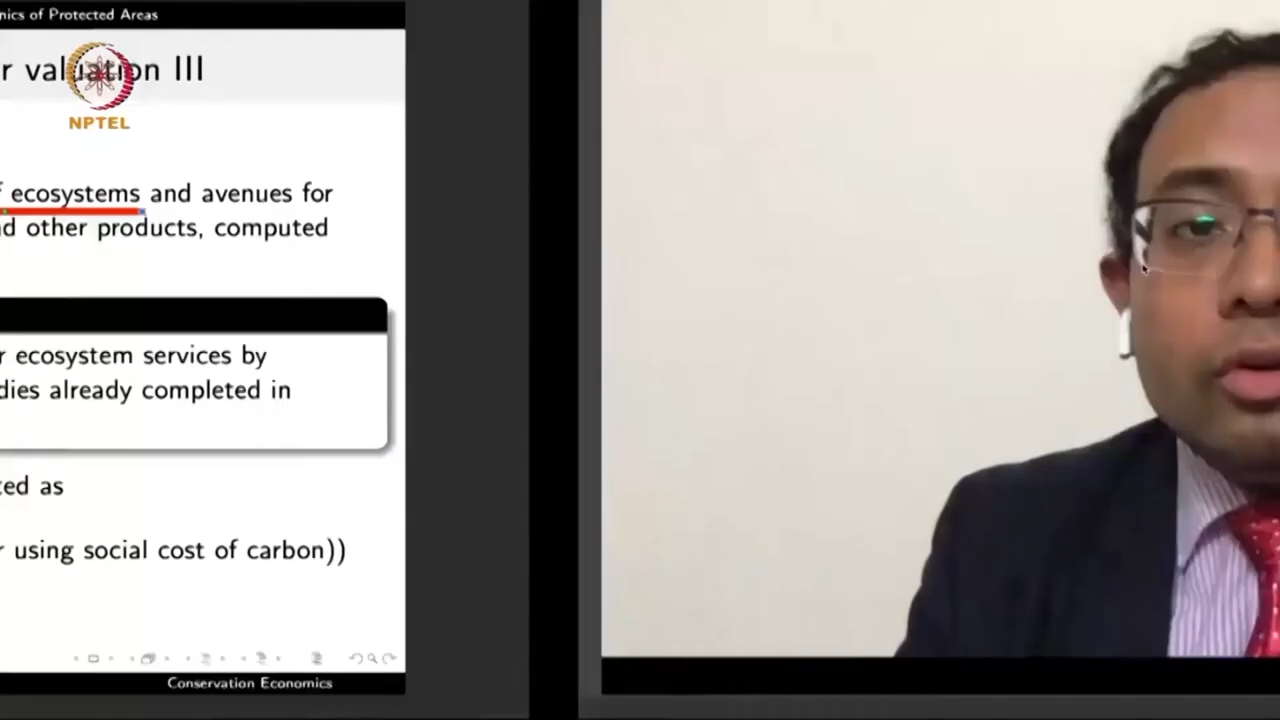 nics of Protected Areas
r valuation III
NPTEL
f ecosystems and avenues for
nd other products, computed
r ecosystem services by
dies already completed in
ted as
r using social cost of carbon))
Conservation Economics